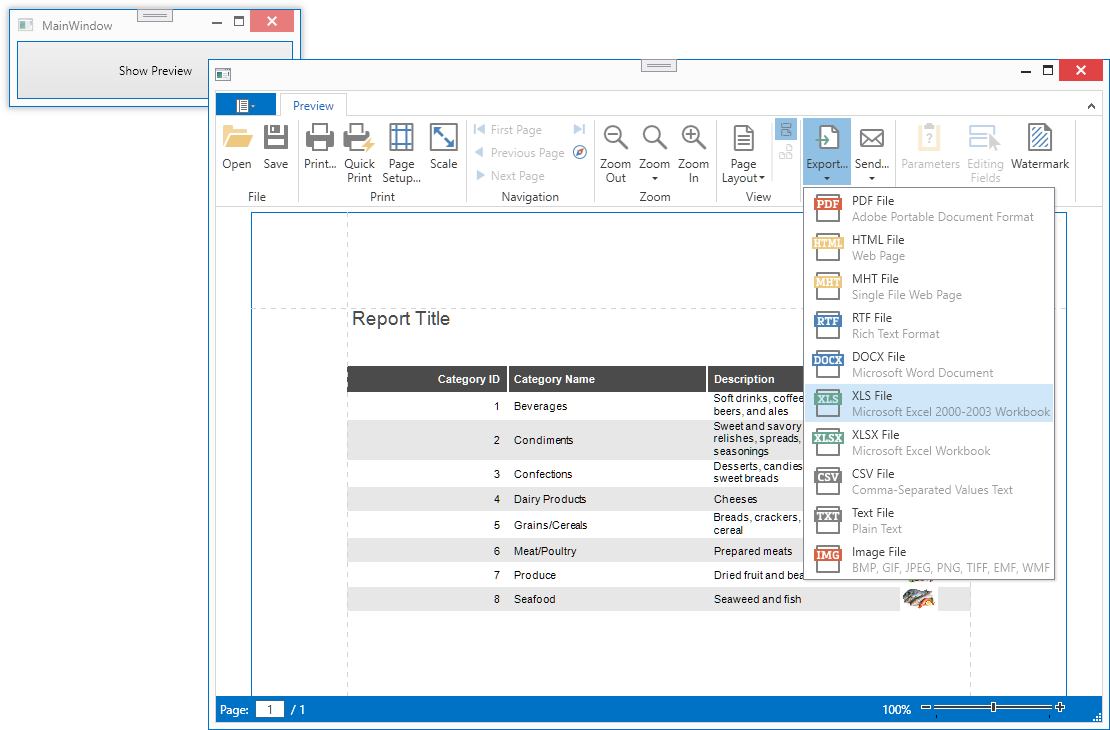 MainWindow
Show Preview
Preview
Open
Save
File
Print...
Quick Print
Page Setup...
Scale
Print
First Page
Previous Page
Next Page
Navigation
Zoom Out
Zoom
Zoom In
Zoom
Page Layout
View
Export...
Send...
Parameters
Editing Fields
Watermark
PDF
PDF File
Adobe Portable Document Format
HTML
HTML File
Web Page
MHT
MHT File
Single File Web Page
RTF
RTF File
Rich Text Format
DOCX
DOCX File
Microsoft Word Document
XLS
XLS File
Microsoft Excel 2000-2003 Workbook
XLSX
XLSX File
Microsoft Excel Workbook
CSV
CSV File
Comma-Separated Values Text
TXT
Text File
Plain Text
IMG
Image File
BMP, GIF, JPEG, PNG, TIFF, EMF, WMF
Report Title
Category ID Category Name Description
1 Beverages Soft drinks, coffee
beers, and ales
2 Condiments Sweet and savory
relishes, spreads,
seasonings
3 Confections Desserts, candies
sweet breads
4 Dairy Products Cheeses
5 Grains/Cereals Breads, crackers,
cereal
6 Meat/Poultry Prepared meats
7 Produce Dried fruit and bea
8 Seafood Seaweed and fish
Page: 1 / 1
100%